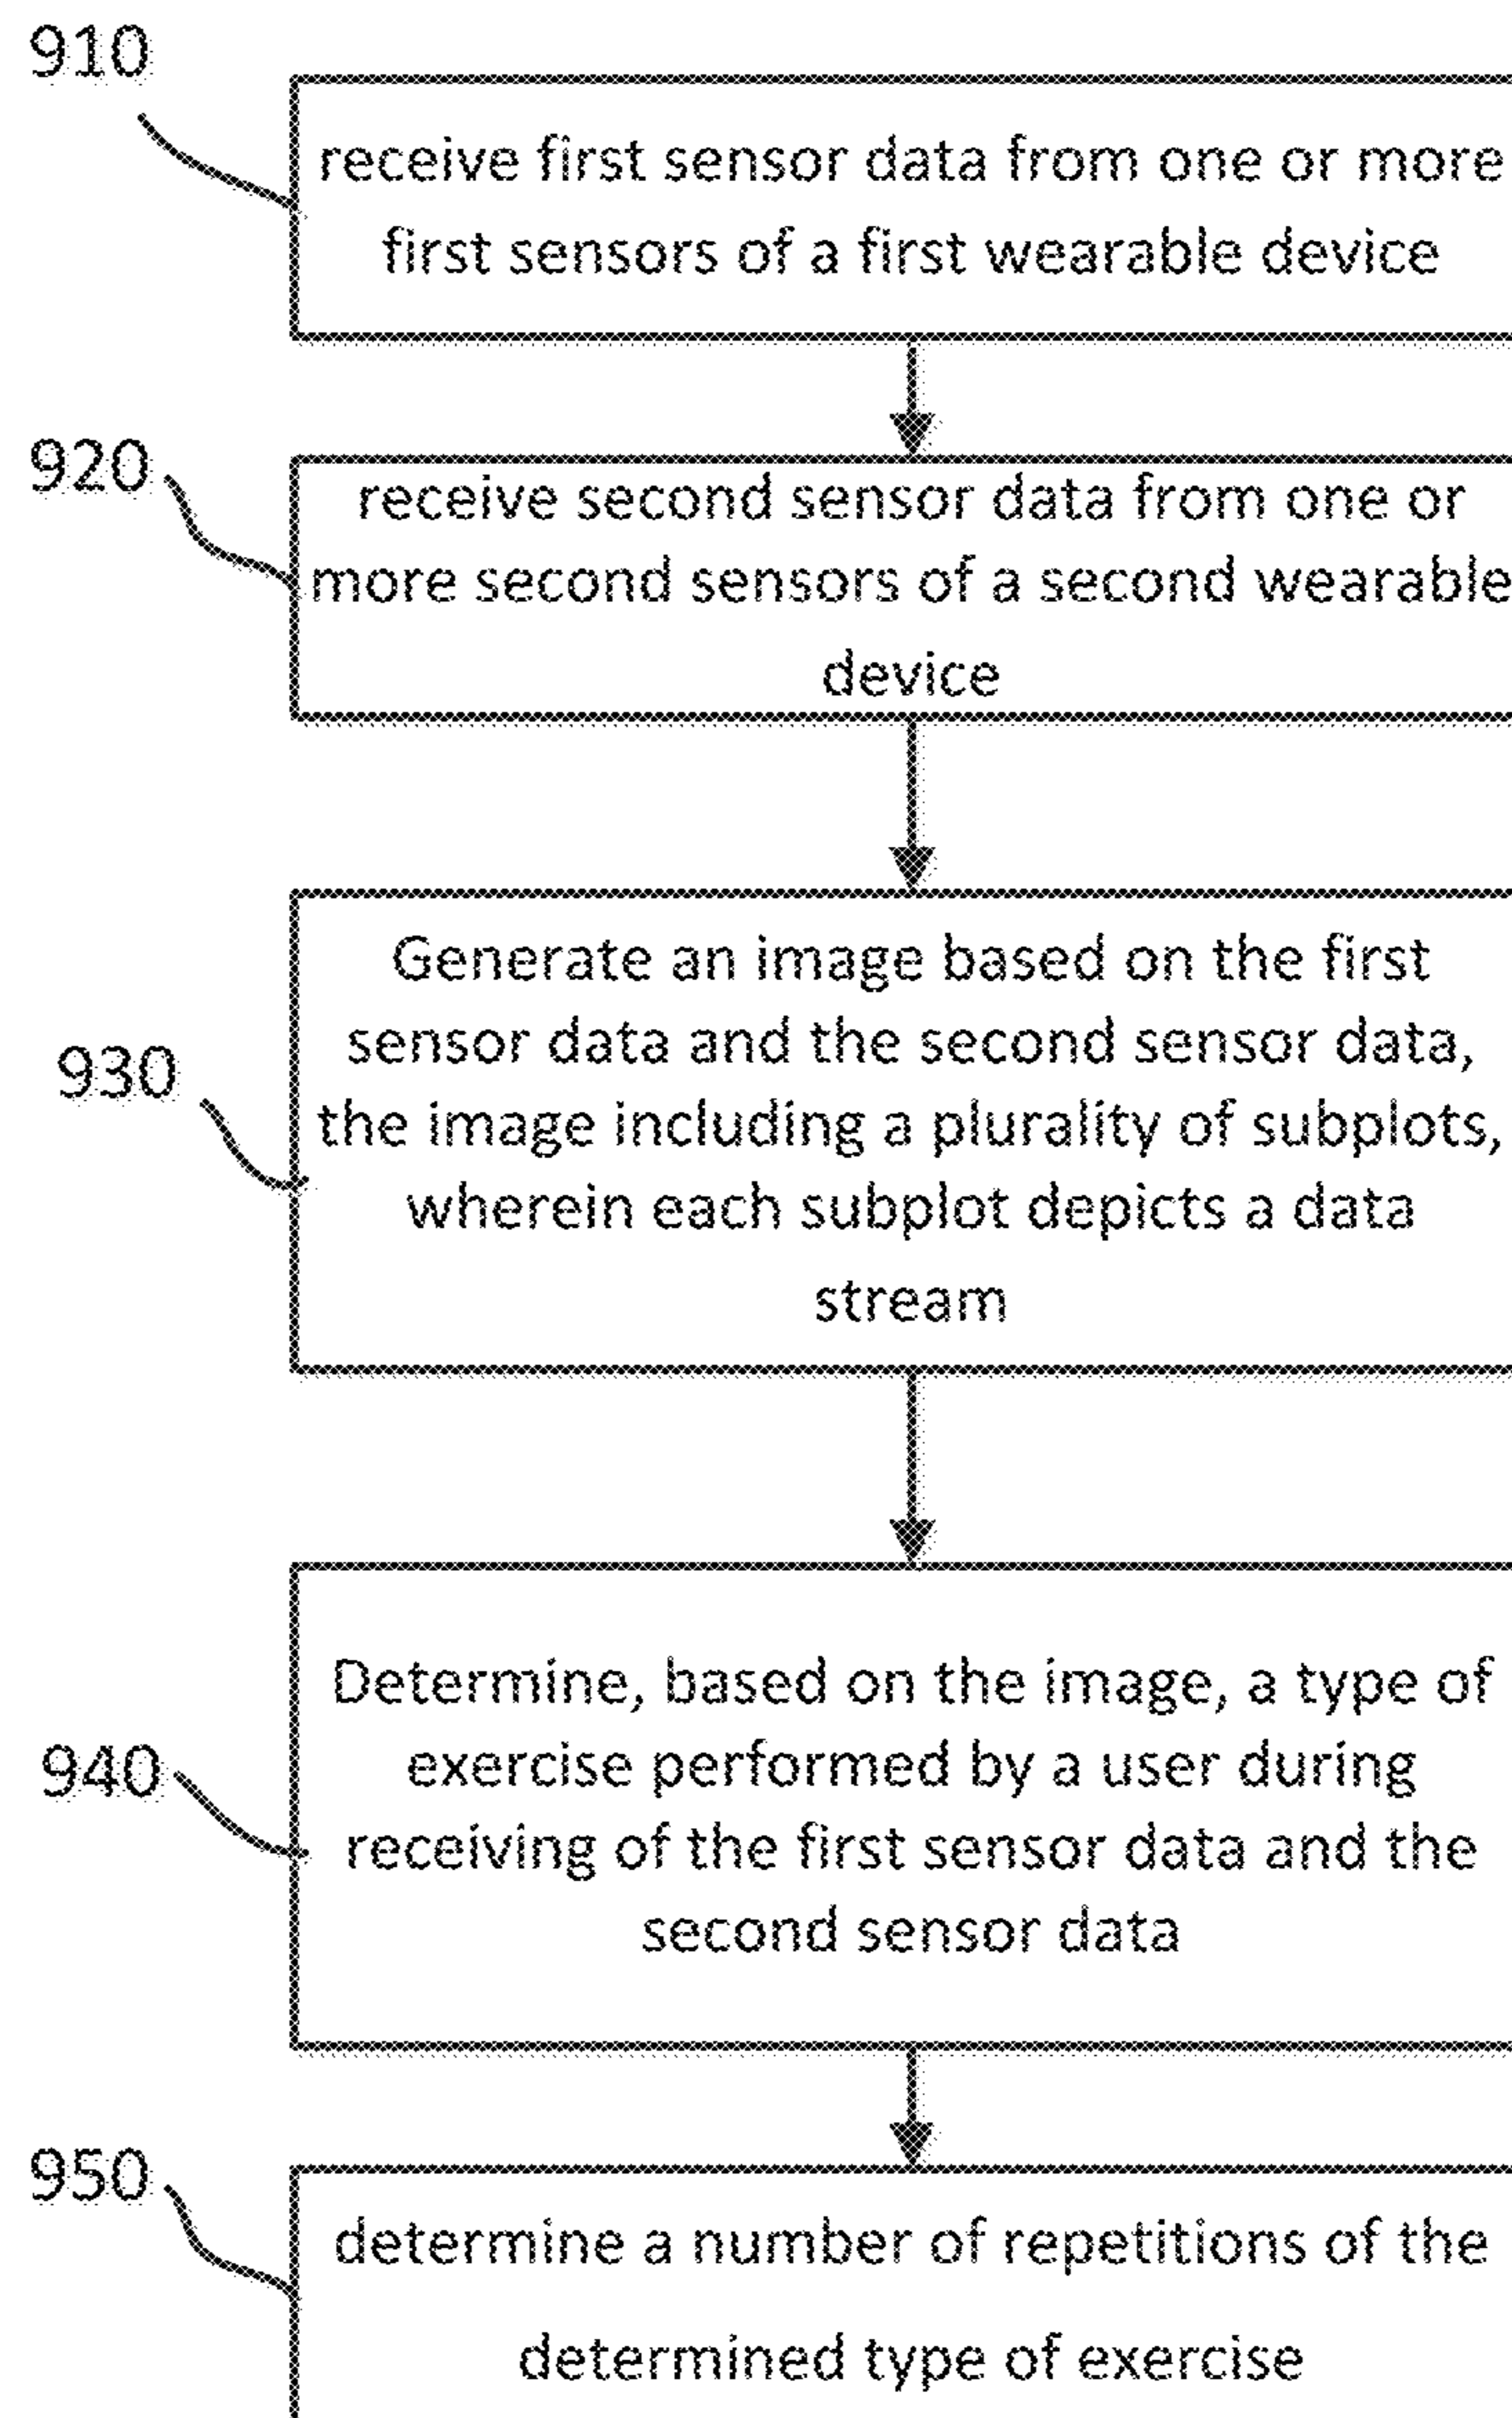 910
receive first sensor data from one or more
first sensors of a first wearable device
920
receive second sensor data from one or
more second sensors of a second wearable
device
930
Generate an image based on the first
sensor data and the second sensor data,
the image including a plurality of subplots,
wherein each subplot depicts a data
stream
940
Determine, based on the image, a type of
exercise performed by a user during
receiving of the first sensor data and the
second sensor data
950
determine a number of repetitions of the
determined type of exercise